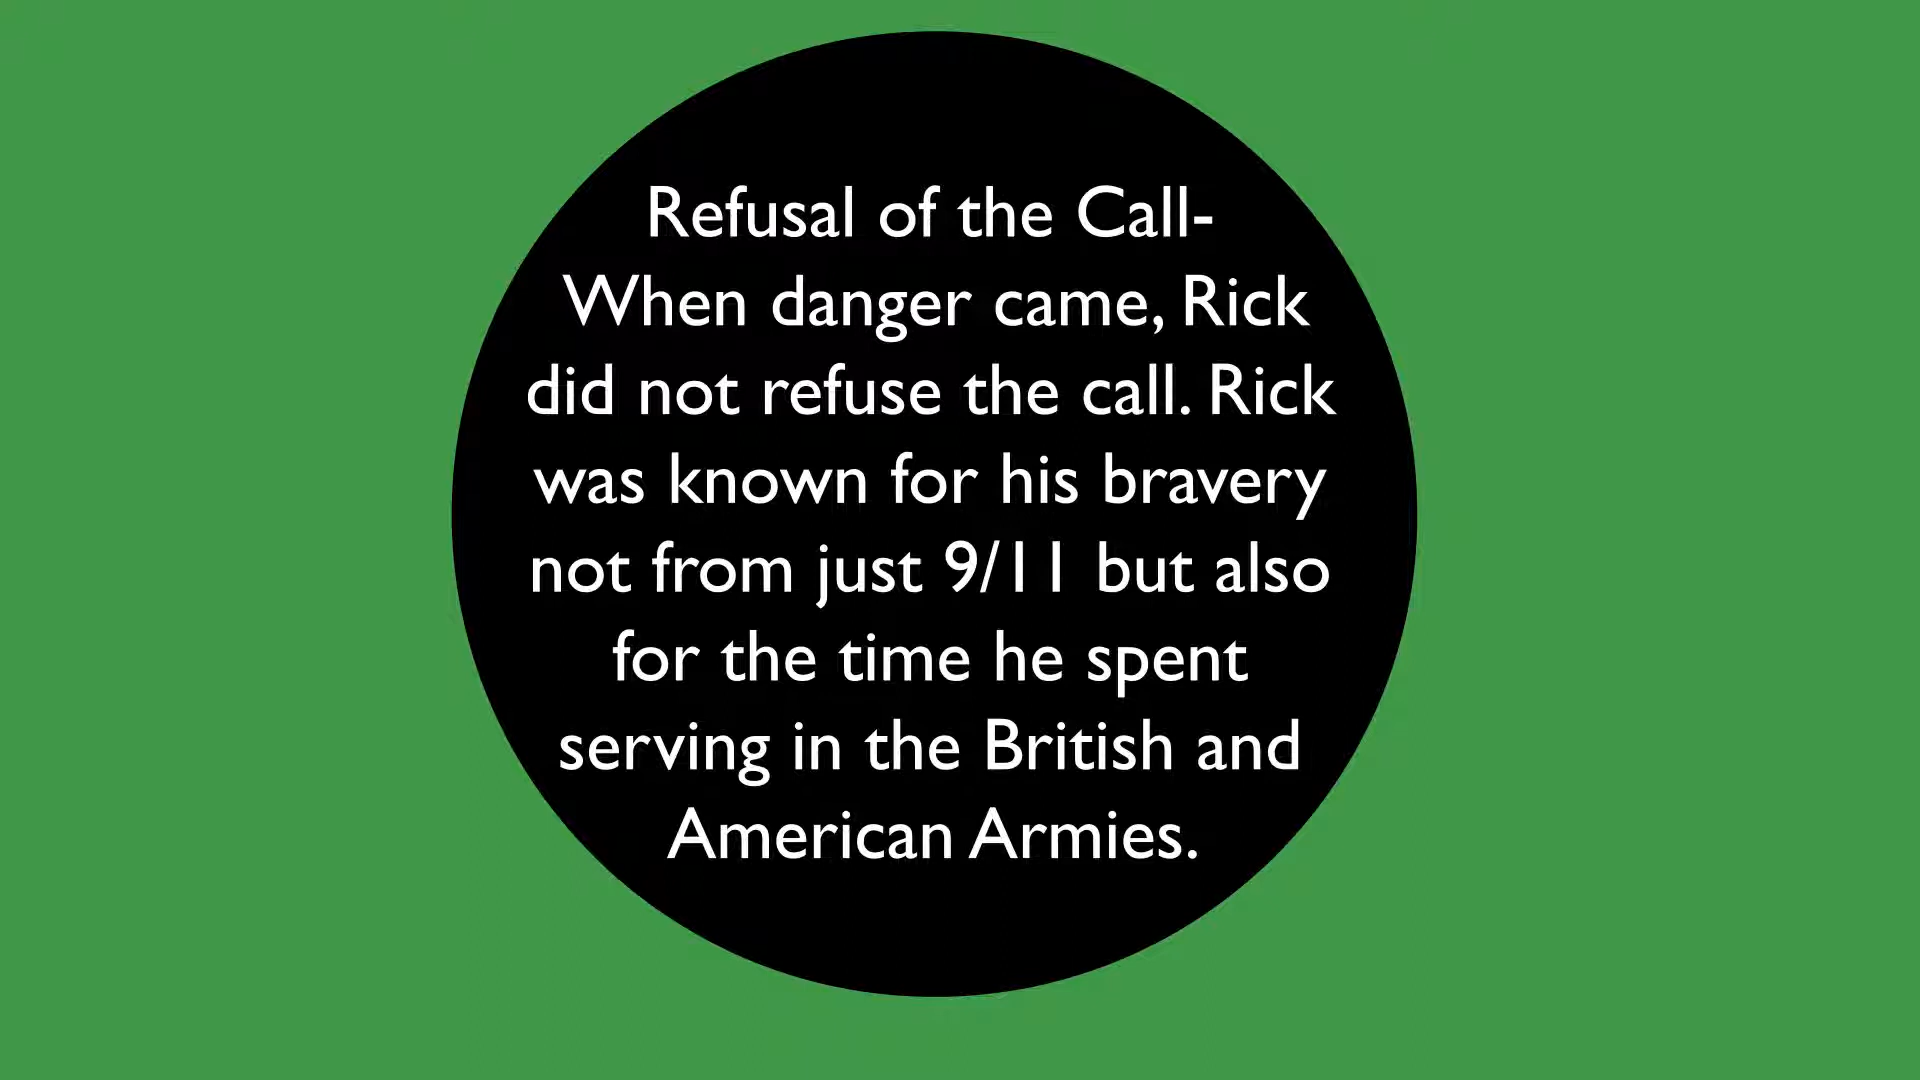 Refusal of the Call-
When danger came, Rick
did not refuse the call. Rick
was known for his bravery
not from just 9/11 but also
for the time he spent
serving in the British and
American Armies.